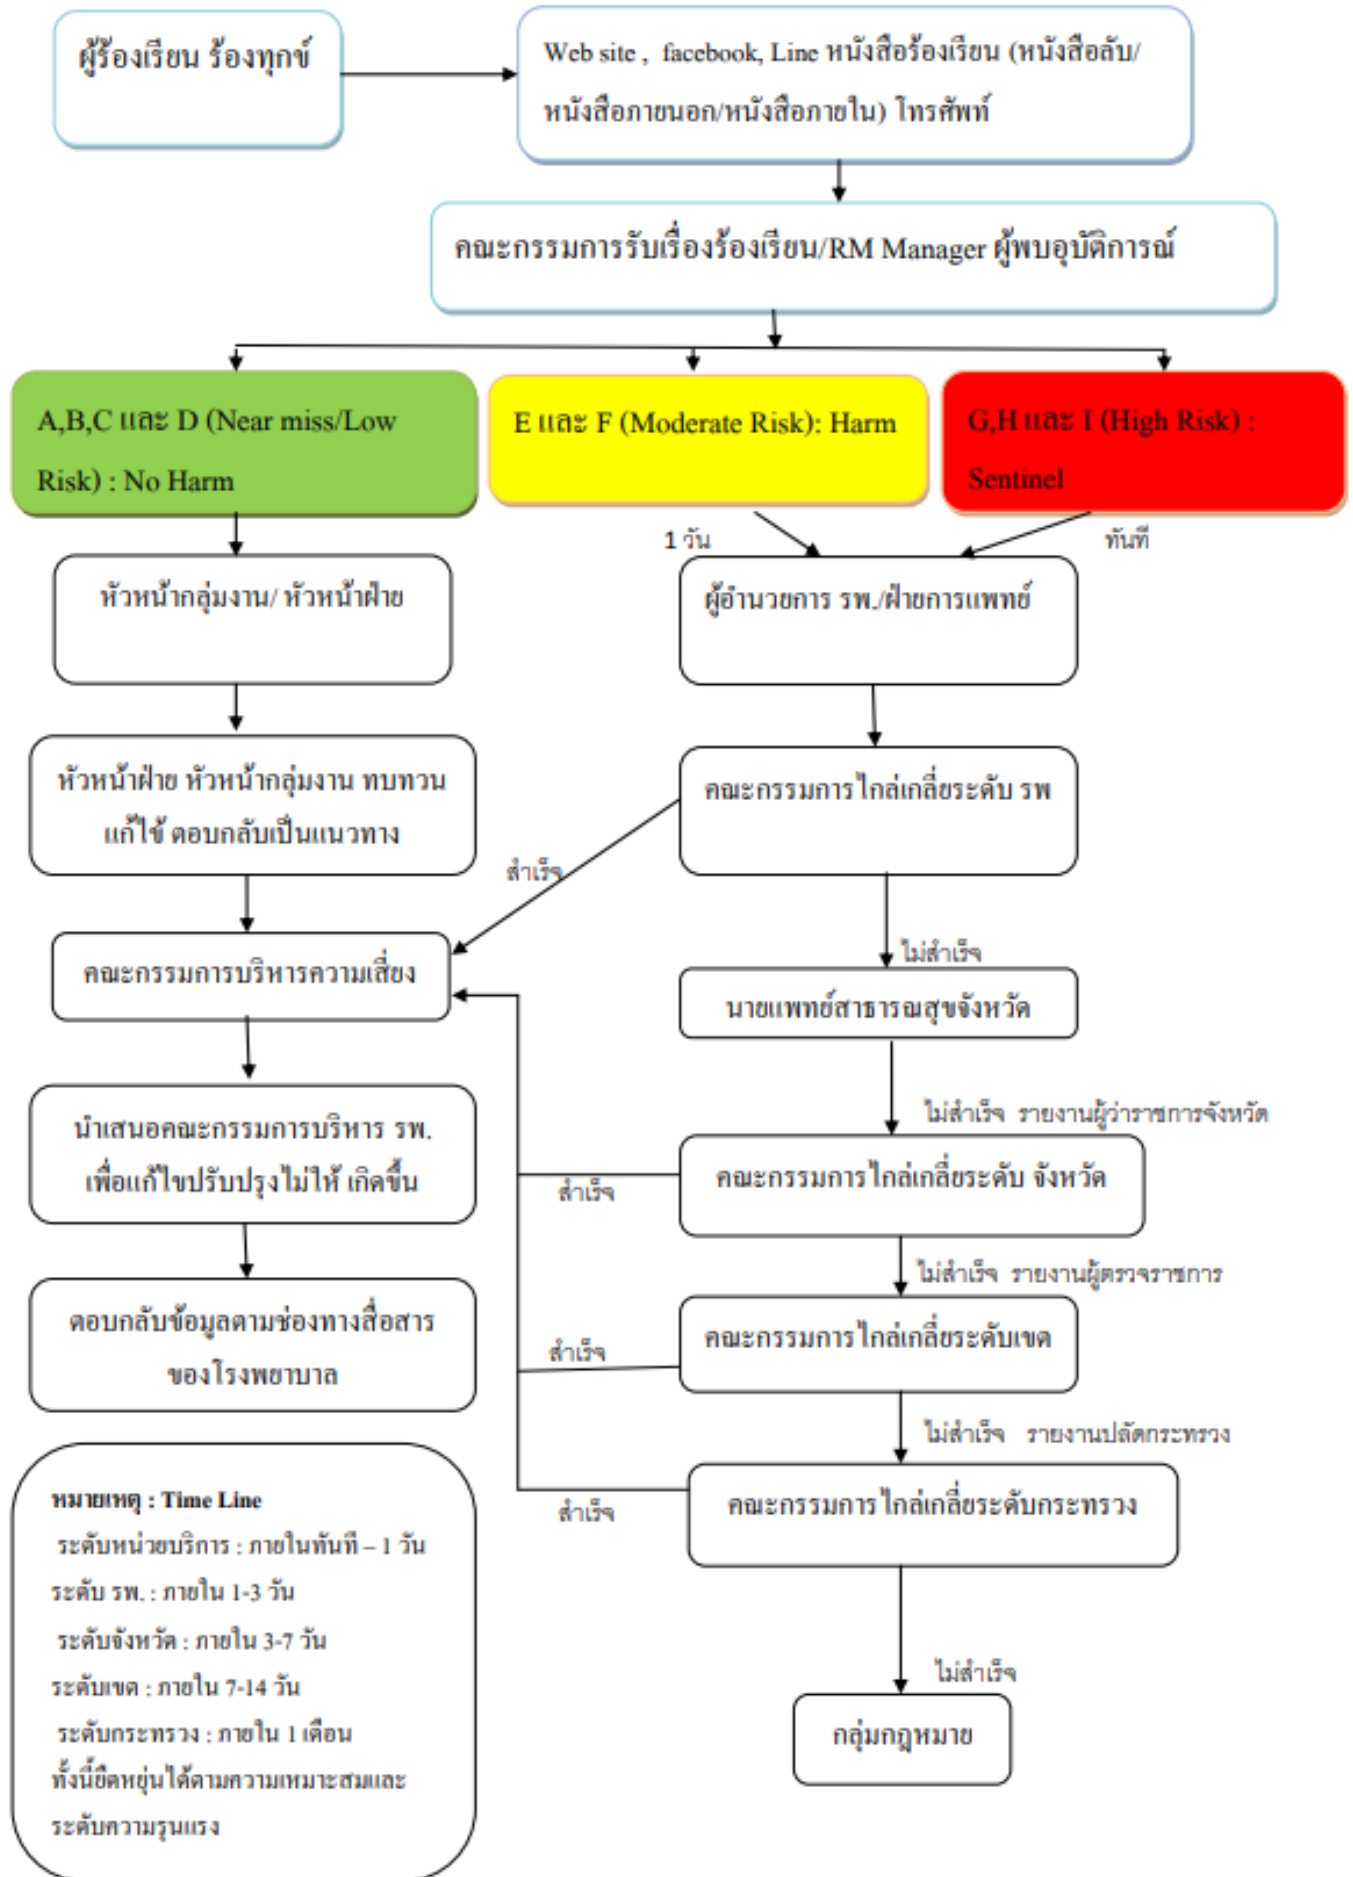 ผู้ร้องเรียน ร้องทุกข์
Web site , facebook, Line หนังสือร้องเรียน (หนังสือลับ/
หนังสือภายนอก/หนังสือภายใน) โทรศัพท์
คณะกรรมการรับเรื่องร้องเรียน/RM Manager ผู้พบอุบัติการณ์
A,B,C และ D (Near miss/Low
Risk) : No Harm
E และ F (Moderate Risk): Harm
G,H และ I (High Risk) :
Sentinel
1 วัน
ทันที
หัวหน้ากลุ่มงาน/ หัวหน้าฝ่าย
ผู้อำนวยการ รพ./ฝ่ายการแพทย์
หัวหน้าฝ่าย หัวหน้ากลุ่มงาน ทบทวน
แก้ไข้ ตอบกลับเป็นแนวทาง
คณะกรรมการไกล่เกลี่ยระดับ รพ
สำเร็จ
ไม่สำเร็จ
คณะกรรมการบริหารความเสี่ยง
นายแพทย์สาธารณสุขจังหวัด
ไม่สำเร็จ รายงานผู้ว่าราชการจังหวัด
นำเสนอคณะกรรมการบริหาร รพ.
เพื่อแก้ไขปรับปรุงไม่ให้ เกิดขึ้น
คณะกรรมการไกล่เกลี่ยระดับ จังหวัด
สำเร็จ
ไม่สำเร็จ รายงานผู้ตรวจราชการ
ตอบกลับข้อมูลตามช่องทางสื่อสาร
ของโรงพยาบาล
คณะกรรมการไกล่เกลี่ยระดับเขต
สำเร็จ
ไม่สำเร็จ รายงานปลัดกระทรวง
คณะกรรมการไกล่เกลี่ยระดับกระทรวง
สำเร็จ
ไม่สำเร็จ
กลุ่มกฎหมาย
หมายเหตุ : Time Line
ระดับหน่วยบริการ : ภายในทันที – 1 วัน
ระดับ รพ. : ภายใน 1-3 วัน
ระดับจังหวัด : ภายใน 3-7 วัน
ระดับเขต : ภายใน 7-14 วัน
ระดับกระทรวง : ภายใน 1 เดือน
ทั้งนี้ยืดหยุ่นได้ตามความเหมาะสมและ
ระดับความรุนแรง